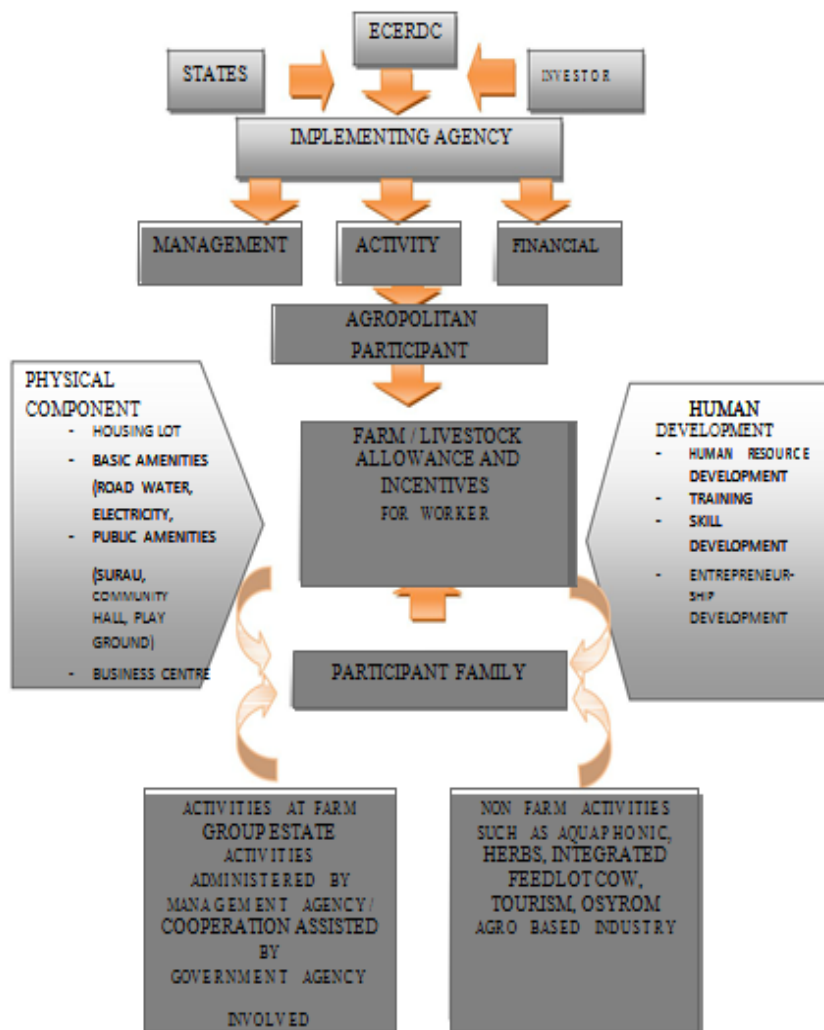 ECERDC
STATES
INVESTOR
IMPLEMENTING AGENCY
MANAGEMENT
ACTIVITY
FINANCIAL
AGROPOLITAN
PARTICIPANT
PHYSICAL
COMPONENT
- HOUSING LOT
- BASIC AMENITIES
(ROAD WATER,
ELECTRICITY,
- PUBLIC AMENITIES
(SURAU,
COMMUNITY
HALL, PLAY
GROUND)
- BUSINESS CENTRE
FARM / LIVESTOCK
ALLOWANCE AND
INCENTIVES
FOR WORKER
HUMAN
DEVELOPMENT
- HUMAN RESOURCE
DEVELOPMENT
- TRAINING
- SKILL
DEVELOPMENT
- ENTREPRENEUR-
SHIP
DEVELOPMENT
PARTICIPANT FAMILY
ACTIVITIES AT FARM
GROUP ESTATE
ACTIVITIES
ADMINISTERED BY
MANAGEMENT AGENCY/
COOPERATION ASSISTED
BY
GOVERNMENT AGENCY
INVOLVED
NON FARM ACTIVITIES
SUCH AS AQUAPHONIC,
HERBS, INTEGRATED
FEEDLOT COW,
TOURISM, OSYROM
AGRO BASED INDUSTRY